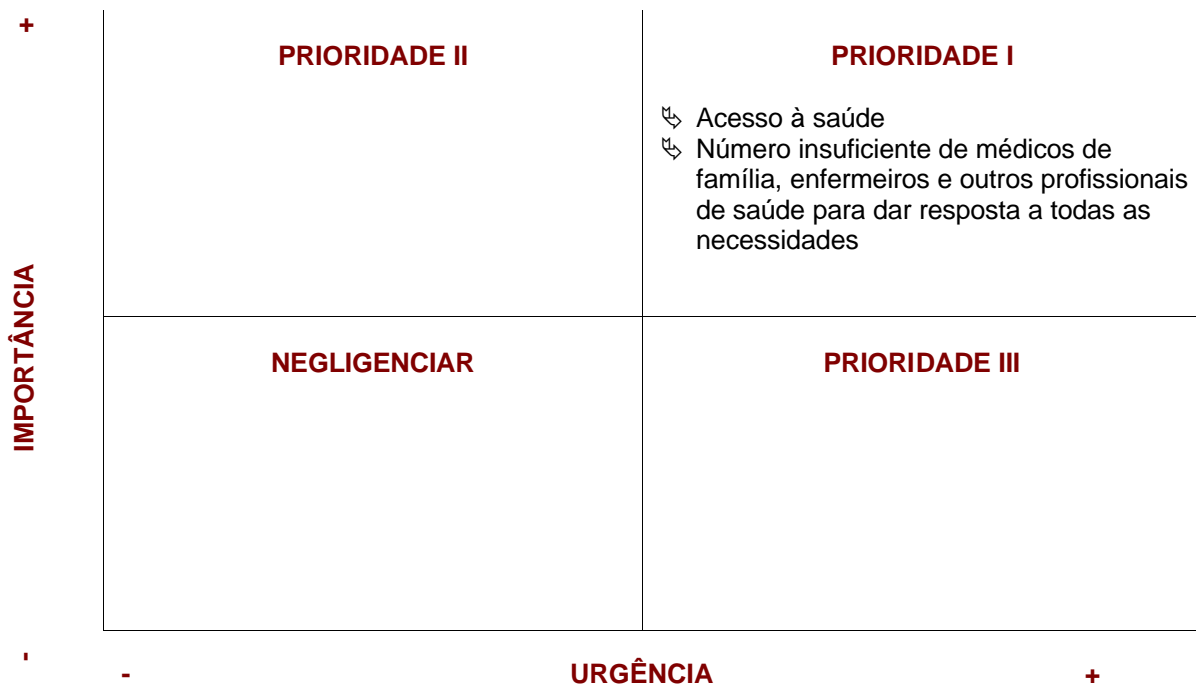 +
PRIORIDADE II
PRIORIDADE I
Acesso à saúde
Número insuficiente de médicos de
família, enfermeiros e outros profissionais
de saúde para dar resposta a todas as
necessidades
IMPORTÂNCIA
NEGLIGENCIAR
PRIORIDADE III
-
-
URGÊNCIA
+